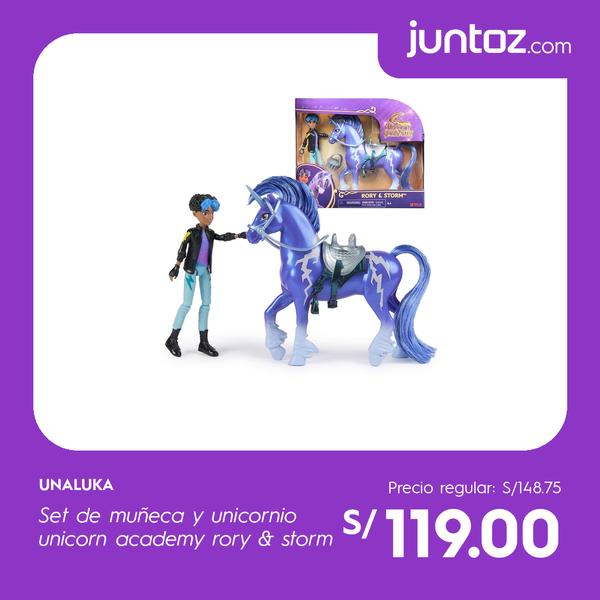 juntoz.com
RORY & STORM™
NETFLIX
UNALUKA
Set de muñeca y unicornio
unicorn academy rory & storm
Precio regular: S/148.75
S/119.00